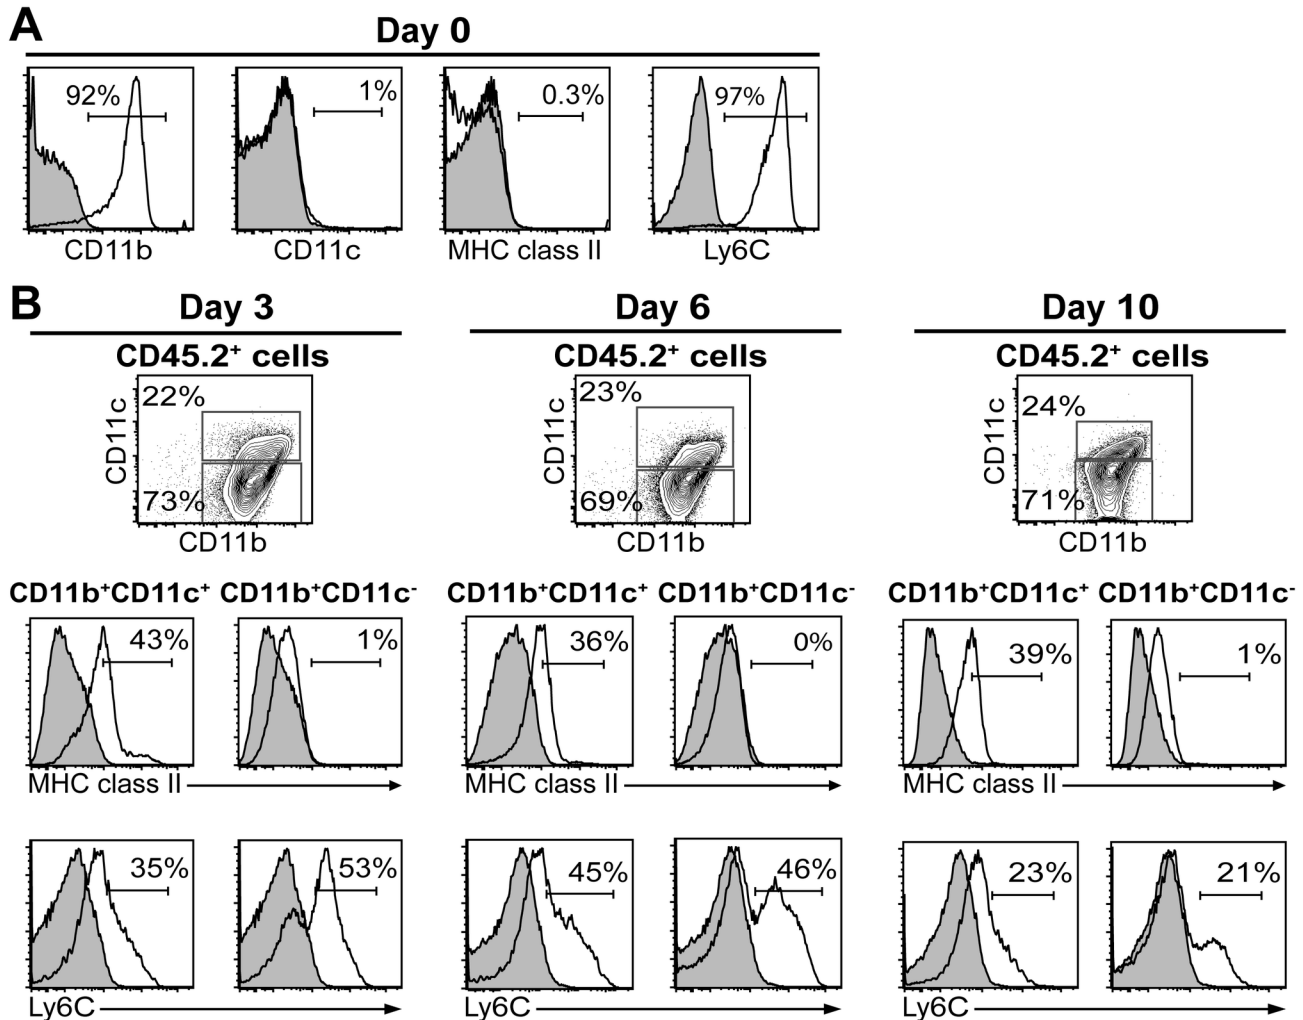 A
Day 0
92%
1%
0.3%
97%
CD11b
CD11c
MHC class II
Ly6C
B
Day 3
Day 6
Day 10
CD45.2⁺ cells
CD45.2⁺ cells
CD45.2⁺ cells
22%
23%
24%
CD11c
CD11c
CD11c
73%
69%
71%
CD11b
CD11b
CD11b
CD11b⁺CD11c⁺
CD11b⁺CD11c⁻
CD11b⁺CD11c⁺
CD11b⁺CD11c⁻
CD11b⁺CD11c⁺
CD11b⁺CD11c⁻
43%
1%
36%
0%
39%
1%
MHC class II
MHC class II
MHC class II
35%
53%
45%
46%
23%
21%
Ly6C
Ly6C
Ly6C